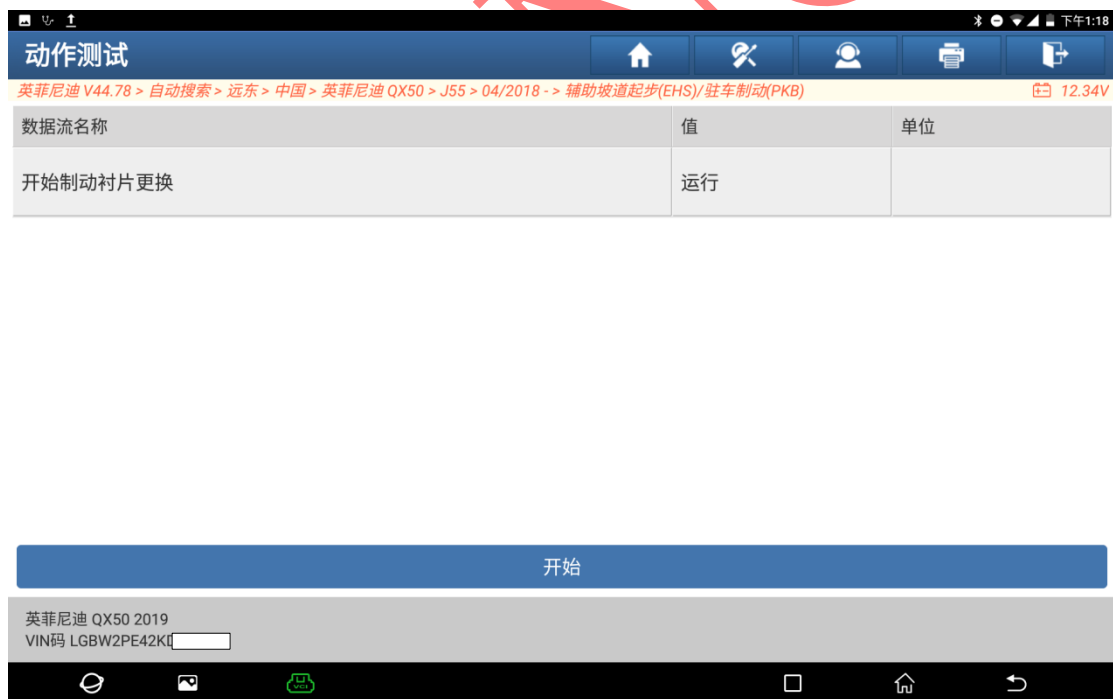 下午1:18
动作测试
英菲尼迪 V44.78 > 自动搜索 > 远东 > 中国 > 英菲尼迪 QX50 > J55 > 04/2018 - > 辅助坡道起步(EHS)/驻车制动(PKB) 12.34V
数据流名称 值 单位
开始制动衬片更换 运行
开始
英菲尼迪 QX50 2019
VIN码 LGBW2PE42K
VCI